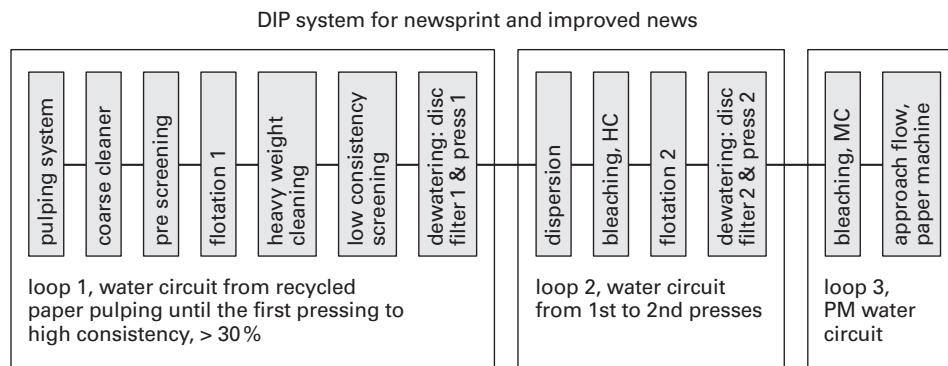 DIP system for newsprint and improved news
pulping system
coarse cleaner
pre screening
flotation 1
heavy weight
cleaning
low consistency
screening
dewatering: disc
filter 1 & press 1
dispersion
bleaching, HC
flotation 2
dewatering: disc
filter 2 & press 2
bleaching, MC
approach flow,
paper machine
loop 1, water circuit from recycled
paper pulping until the first pressing to
high consistency, > 30 %
loop 2, water circuit
from 1st to 2nd presses
loop 3,
PM water
circuit